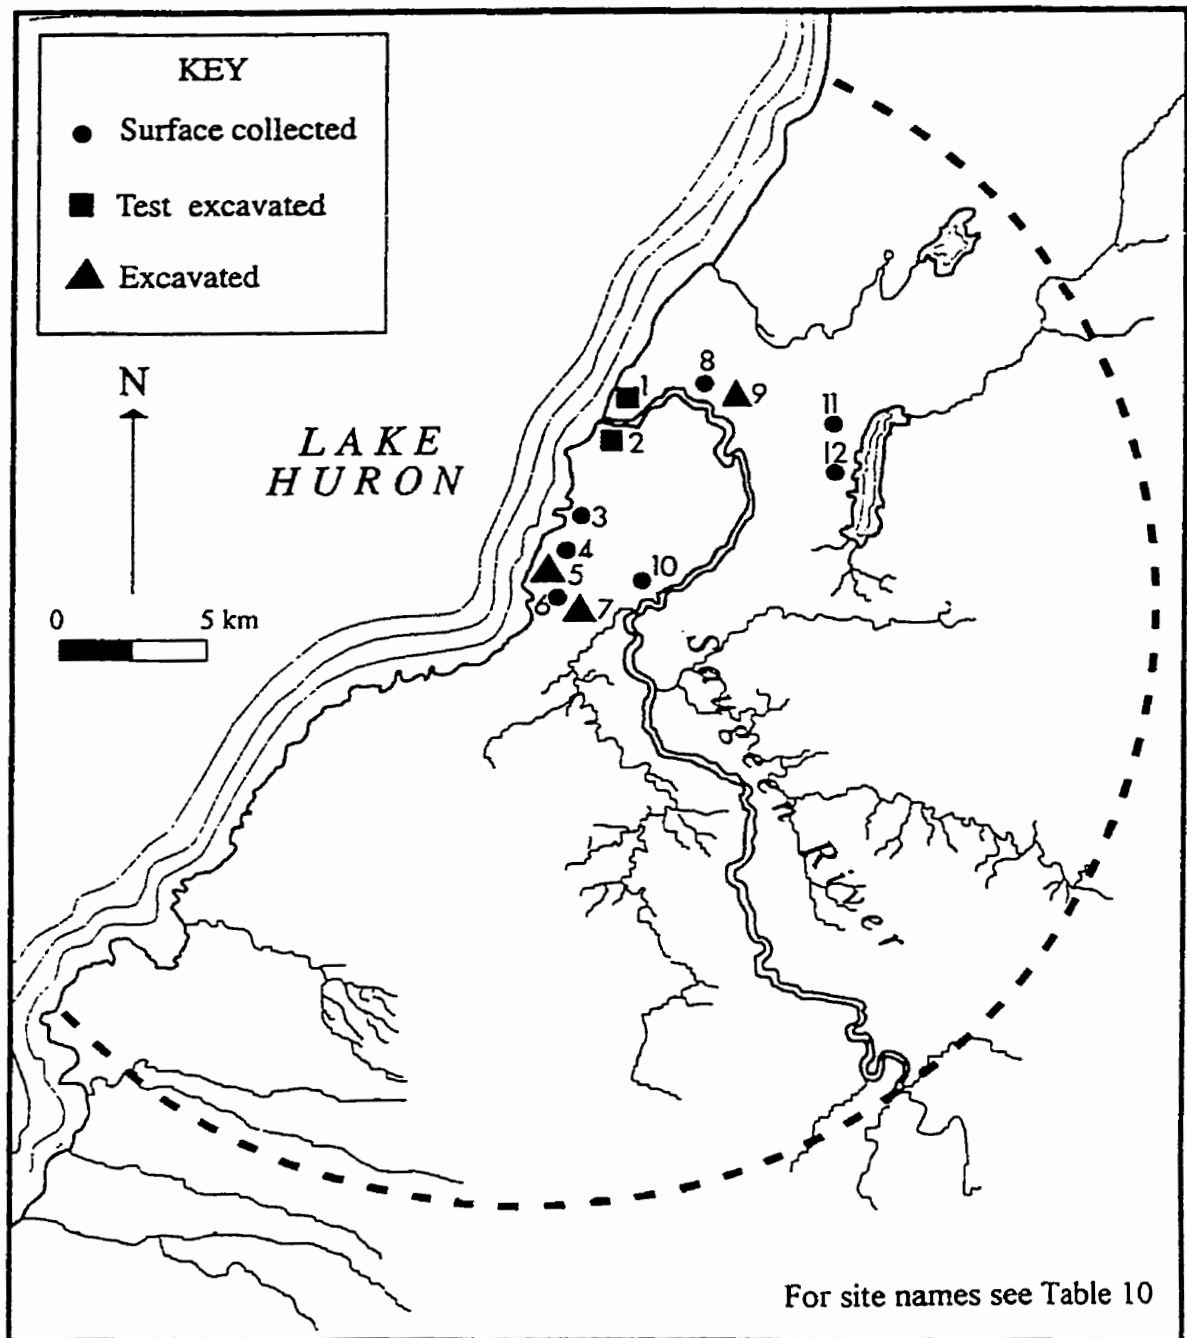 KEY
Surface collected
Test excavated
Excavated
N
LAKE
HURON
0 5 km
1
2
3
4
5
6
7
8
9
10
11
12
Saugeen River
For site names see Table 10